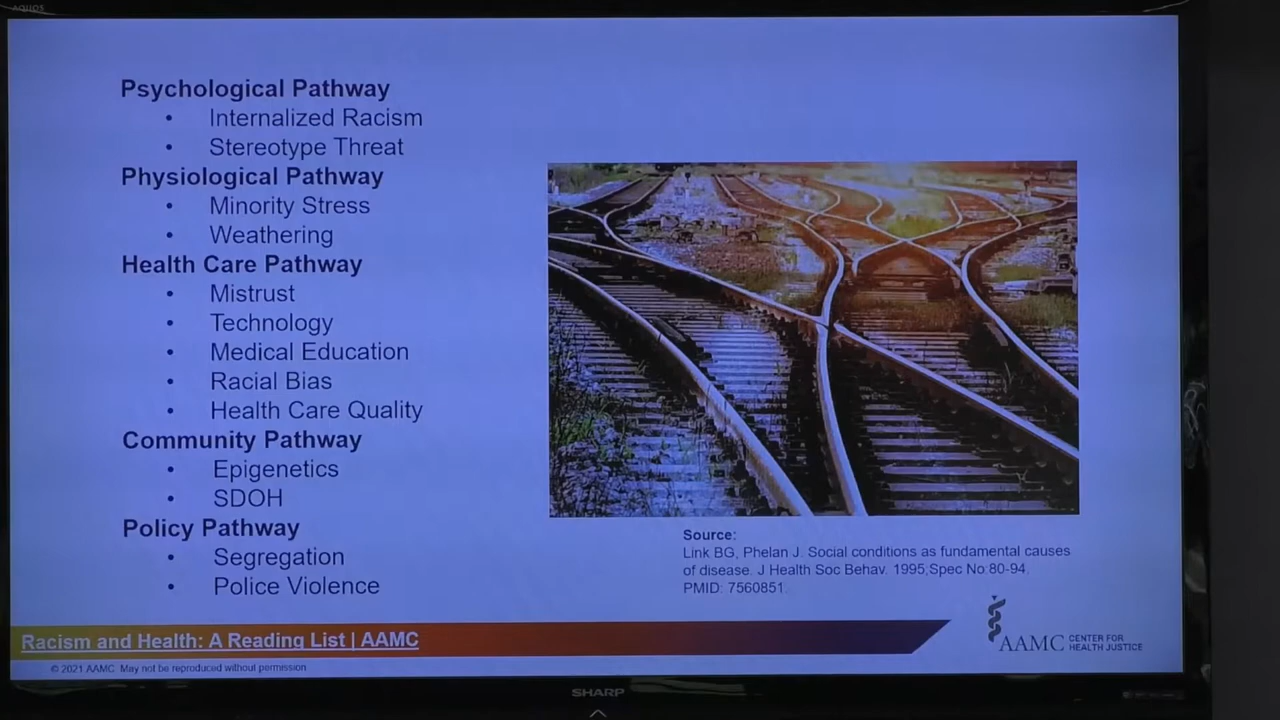 AQUOS
Psychological Pathway
• Internalized Racism
• Stereotype Threat
Physiological Pathway
• Minority Stress
• Weathering
Health Care Pathway
• Mistrust
• Technology
• Medical Education
• Racial Bias
• Health Care Quality
Community Pathway
• Epigenetics
• SDOH
Policy Pathway
• Segregation
• Police Violence
Source:
Link BG, Phelan J. Social conditions as fundamental causes
of disease. J Health Soc Behav. 1995;Spec No:80-94.
PMID: 7560851.
Racism and Health: A Reading List | AAMC
AAMC CENTER FOR
HEALTH JUSTICE
© 2021 AAMC May not be reproduced without permission
SHARP